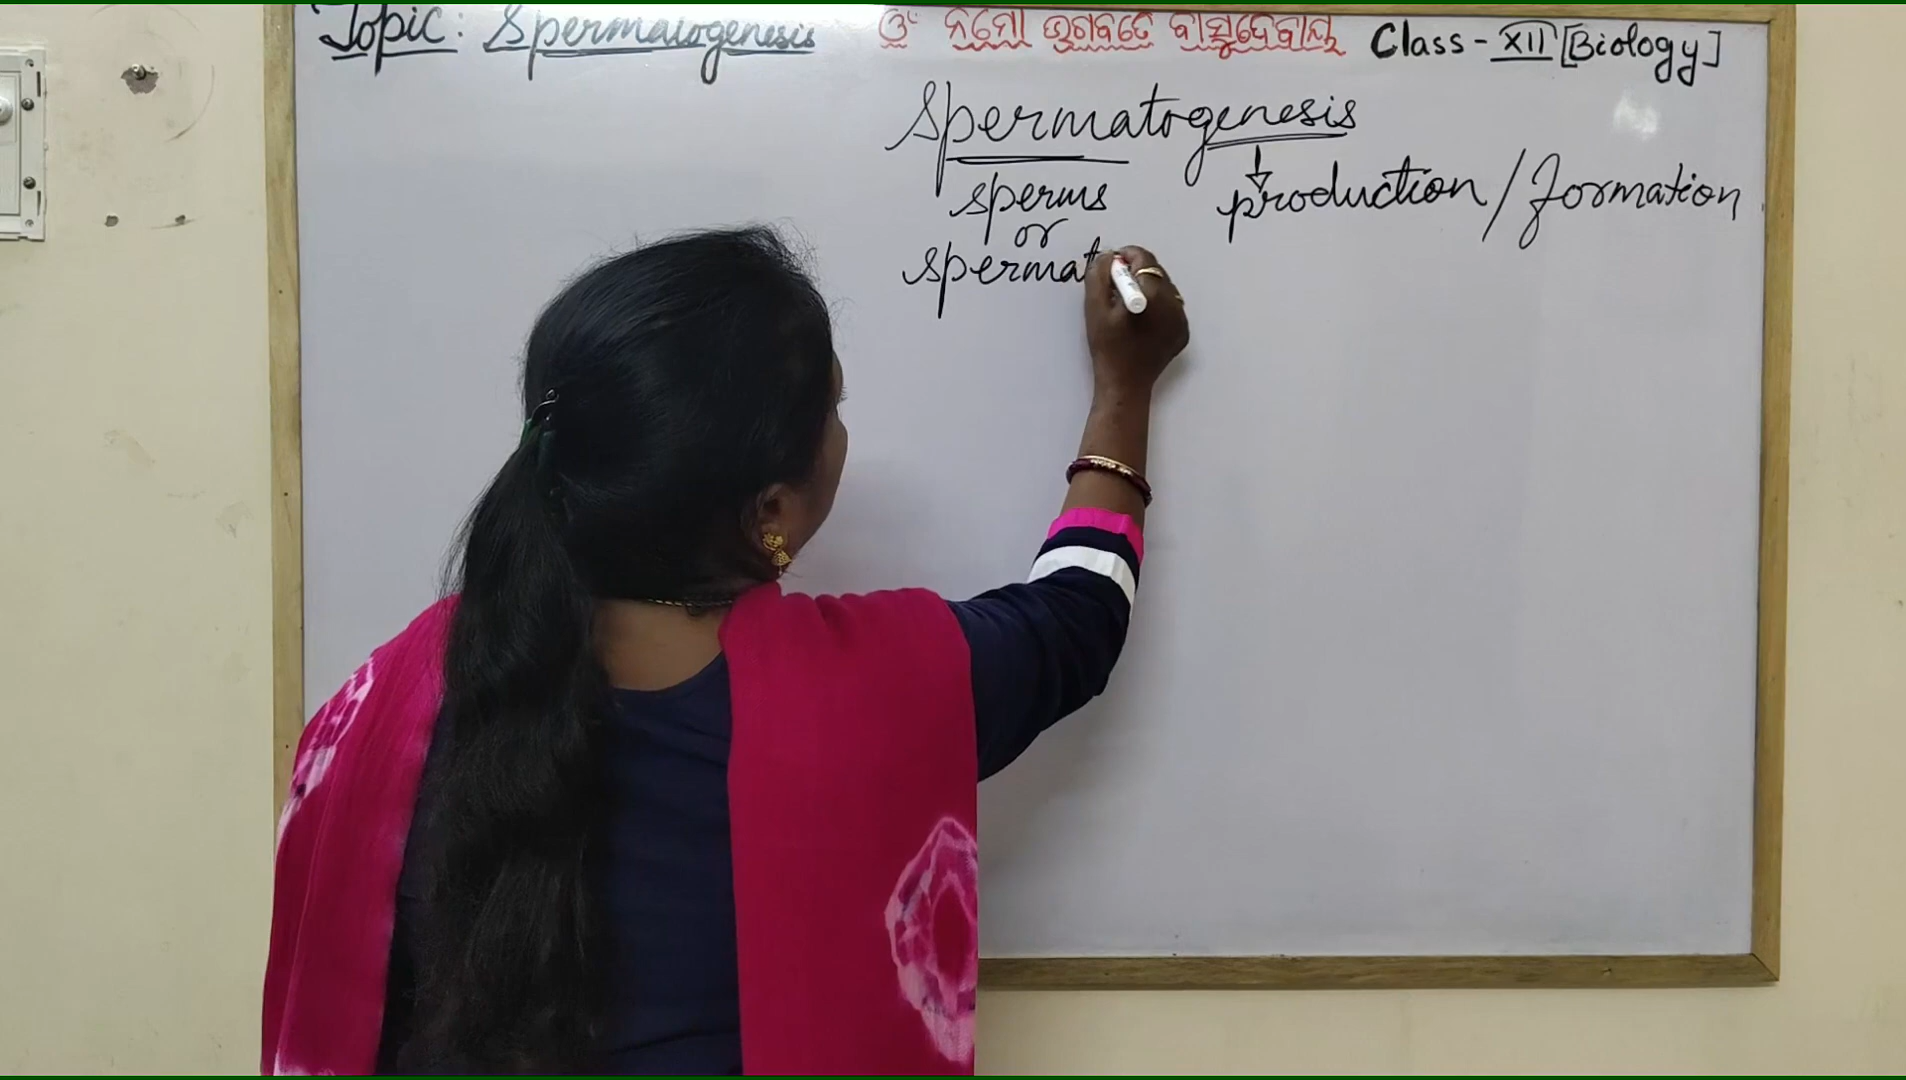 Topic: Spermatogenesis ଓଁ ନମୋ ଭଗବତେ ବାସୁଦେବାୟ Class - XII [Biology]
Spermatogenesis
sperms production / formation
or
spermat